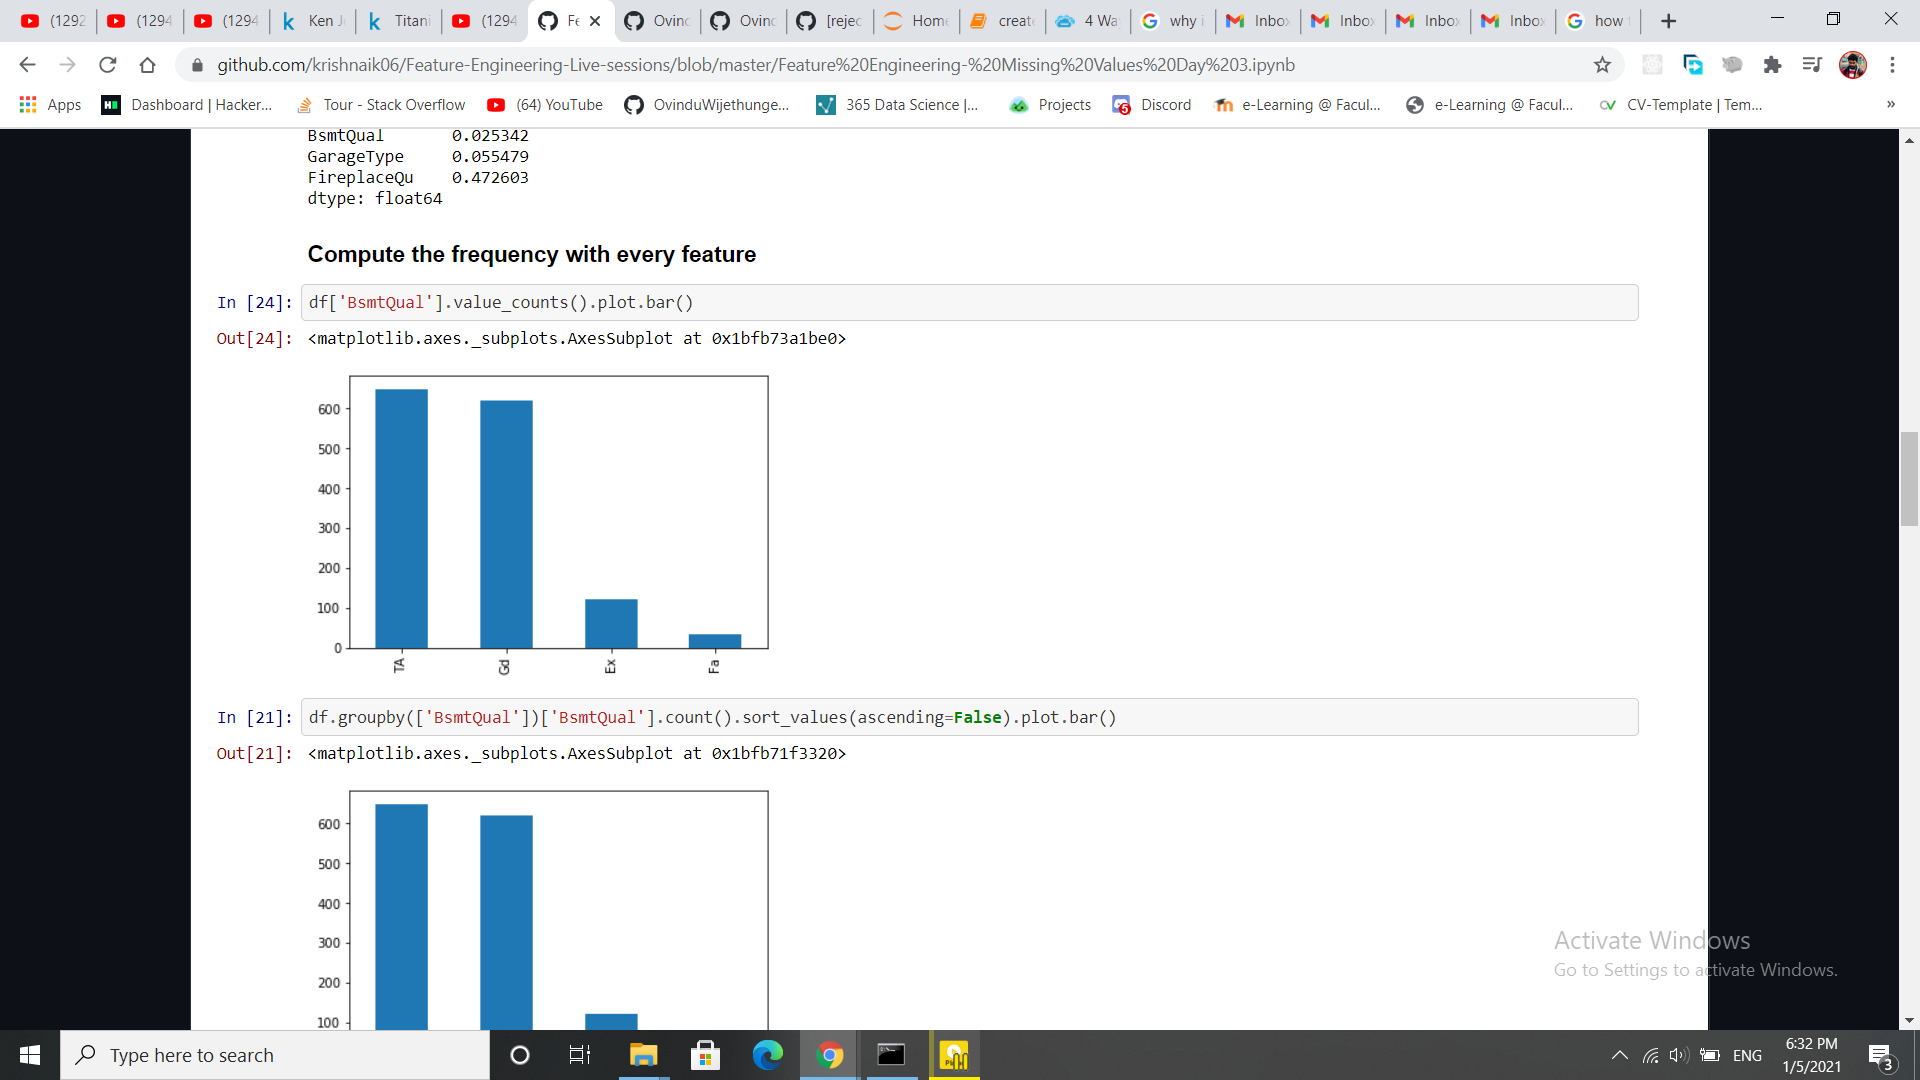 (1292
(1294
(1294
Ken J
Titani
(1294
Fe
Ovind
Ovind
[rejec
Home
create
4 Wa
why i
Inbox
Inbox
Inbox
Inbox
how t
github.com/krishnaik06/Feature-Engineering-Live-sessions/blob/master/Feature%20Engineering-%20Missing%20Values%20Day%203.ipynb
Apps
Dashboard | Hacker...
Tour - Stack Overflow
(64) YouTube
OvinduWijethunge...
365 Data Science |...
Projects
Discord
e-Learning @ Facul...
e-Learning @ Facul...
CV-Template | Tem...
»
BsmtQual 0.025342
GarageType 0.055479
FireplaceQu 0.472603
dtype: float64
Compute the frequency with every feature
In [24]: df['BsmtQual'].value_counts().plot.bar()
Out[24]: <matplotlib.axes._subplots.AxesSubplot at 0x1bfb73a1be0>
600
500
400
300
200
100
0
TA Gd Ex Fa
In [21]: df.groupby(['BsmtQual'])['BsmtQual'].count().sort_values(ascending=False).plot.bar()
Out[21]: <matplotlib.axes._subplots.AxesSubplot at 0x1bfb71f3320>
600
500
400
300
200
100
Activate Windows
Go to Settings to activate Windows.
Type here to search
ENG
6:32 PM
1/5/2021
3